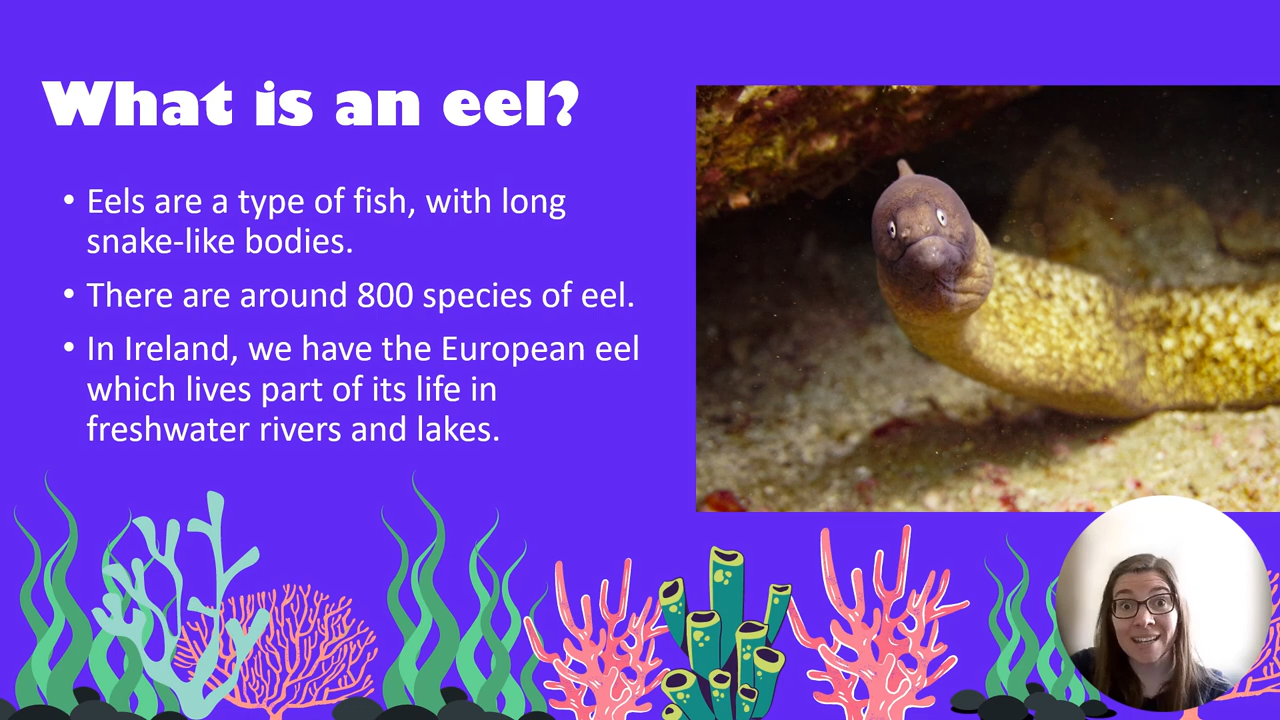 What is an eel?
• Eels are a type of fish, with long
snake-like bodies.
• There are around 800 species of eel.
• In Ireland, we have the European eel
which lives part of its life in
freshwater rivers and lakes.